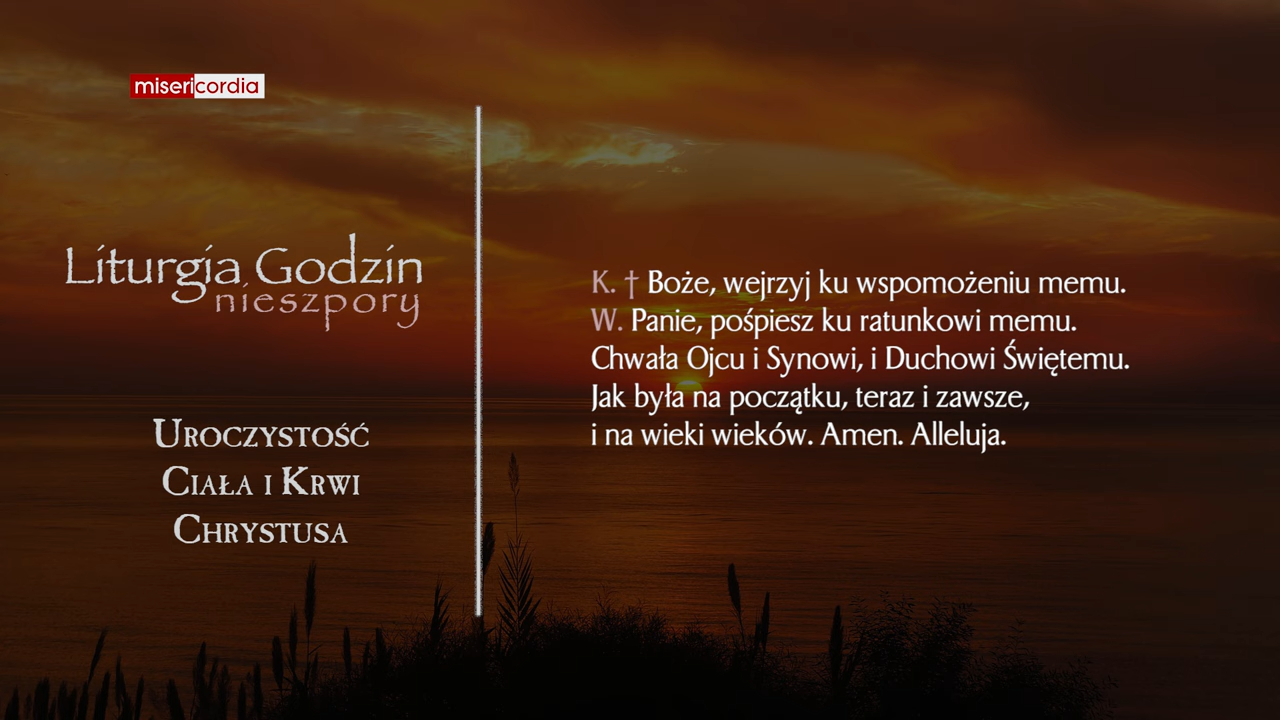 misericordia
Liturgia Godzin
nieszpory
Uroczystość
Ciała i Krwi
Chrystusa
K. † Boże, wejrzyj ku wspomożeniu memu.
W. Panie, pośpiesz ku ratunkowi memu.
Chwała Ojcu i Synowi, i Duchowi Świętemu.
Jak była na początku, teraz i zawsze,
i na wieki wieków. Amen. Alleluja.